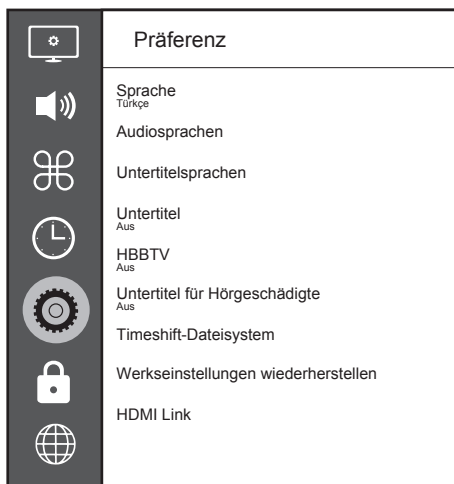 Präferenz
Sprache
Türkçe
Audiosprachen
Untertitelsprachen
Untertitel
Aus
HBBTV
Aus
Untertitel für Hörgeschädigte
Aus
Timeshift-Dateisystem
Werkseinstellungen wiederherstellen
HDMI Link